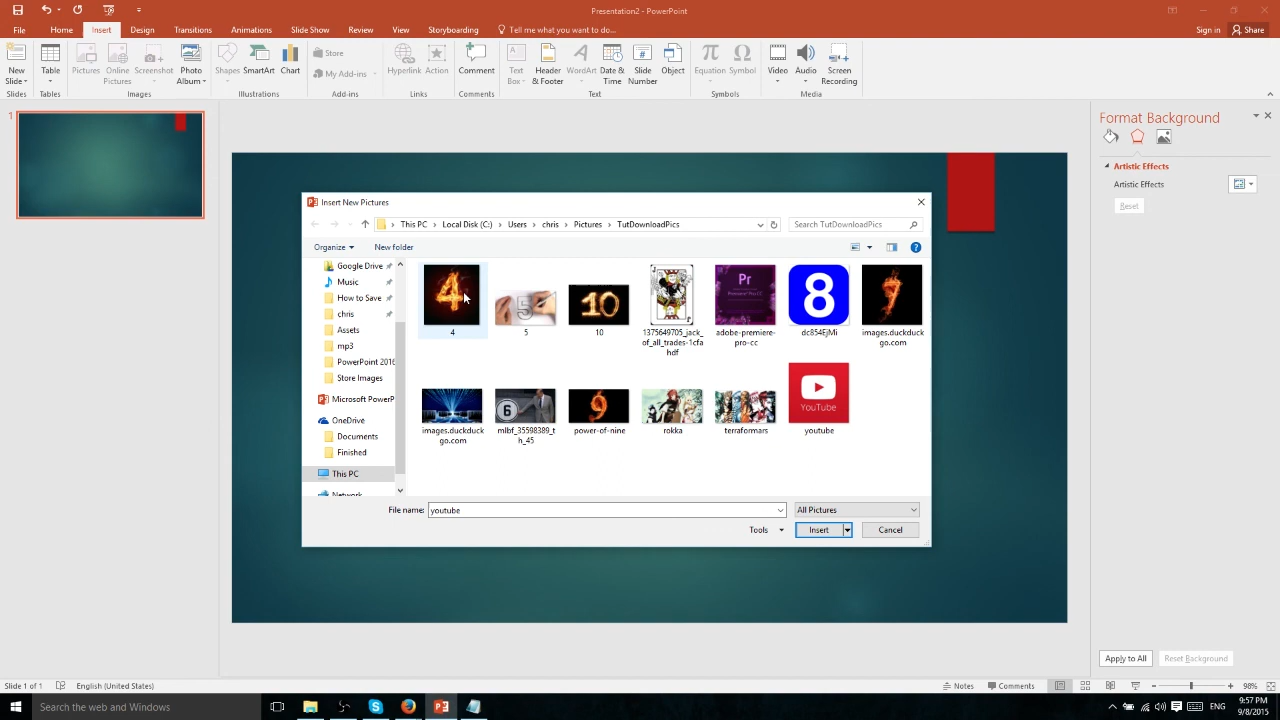 Presentation2 - PowerPoint
File Home Insert Design Transitions Animations Slide Show Review View Storyboarding Tell me what you want to do... Sign in Share
New Slide Table Pictures Online Pictures Screenshot Photo Album Shapes SmartArt Chart Store My Add-ins Hyperlink Action Comment Text Box Header & Footer WordArt Date & Time Slide Number Object Equation Symbol Video Audio Screen Recording
Slides Tables Images Illustrations Add-ins Links Comments Text Symbols Media
1
Format Background
Artistic Effects
Artistic Effects
Reset
Insert New Pictures
This PC Local Disk (C:) Users chris Pictures TutDownloadPics Search TutDownloadPics
Organize New folder
Google Drive
Music
How to Save
chris
Assets
mp3
PowerPoint 2016
Store Images
Microsoft PowerP
OneDrive
Documents
Finished
This PC
Network
4 5 10 Pr 8 7
4 5 10 1375649705_jack_of_all_trades-1cfahdf adobe-premiere-pro-cc dc854EjMi images.duckduckgo.com
6 9 YouTube
images.duckduckgo.com mlbf_35598389_th_45 power-of-nine rokka terraformars youtube
File name: youtube All Pictures
Tools Insert Cancel
Apply to All Reset Background
Slide 1 of 1 English (United States) Notes Comments 98%
Search the web and Windows ENG 9:57 PM
9/8/2015